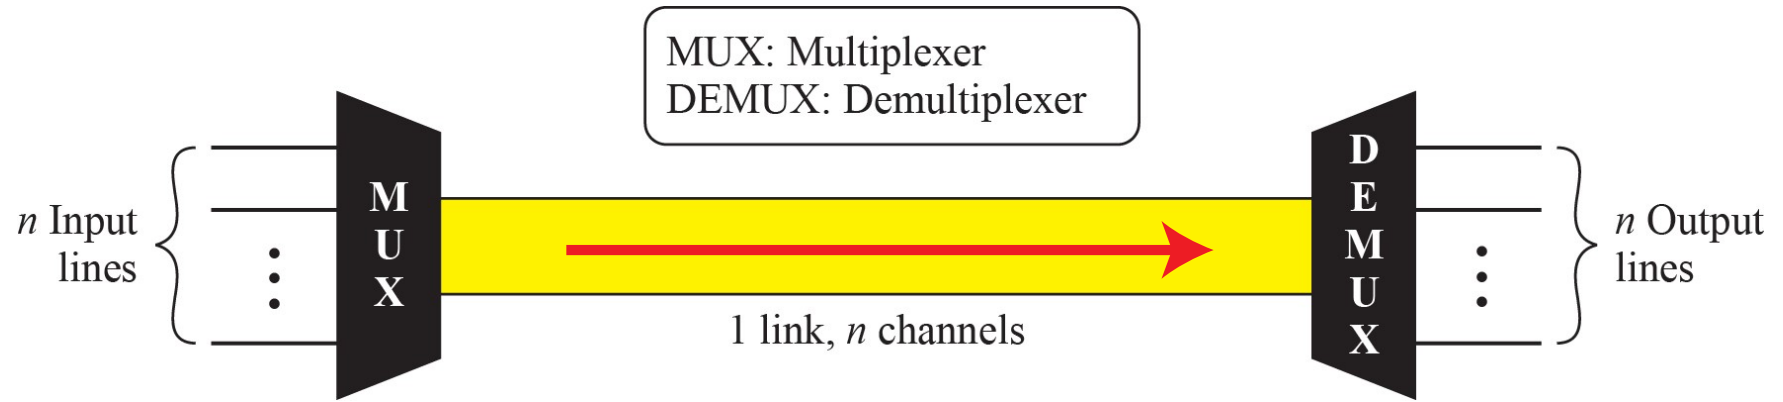 MUX: Multiplexer
DEMUX: Demultiplexer
n Input
lines
MUX
1 link, n channels
DEMUX
n Output
lines